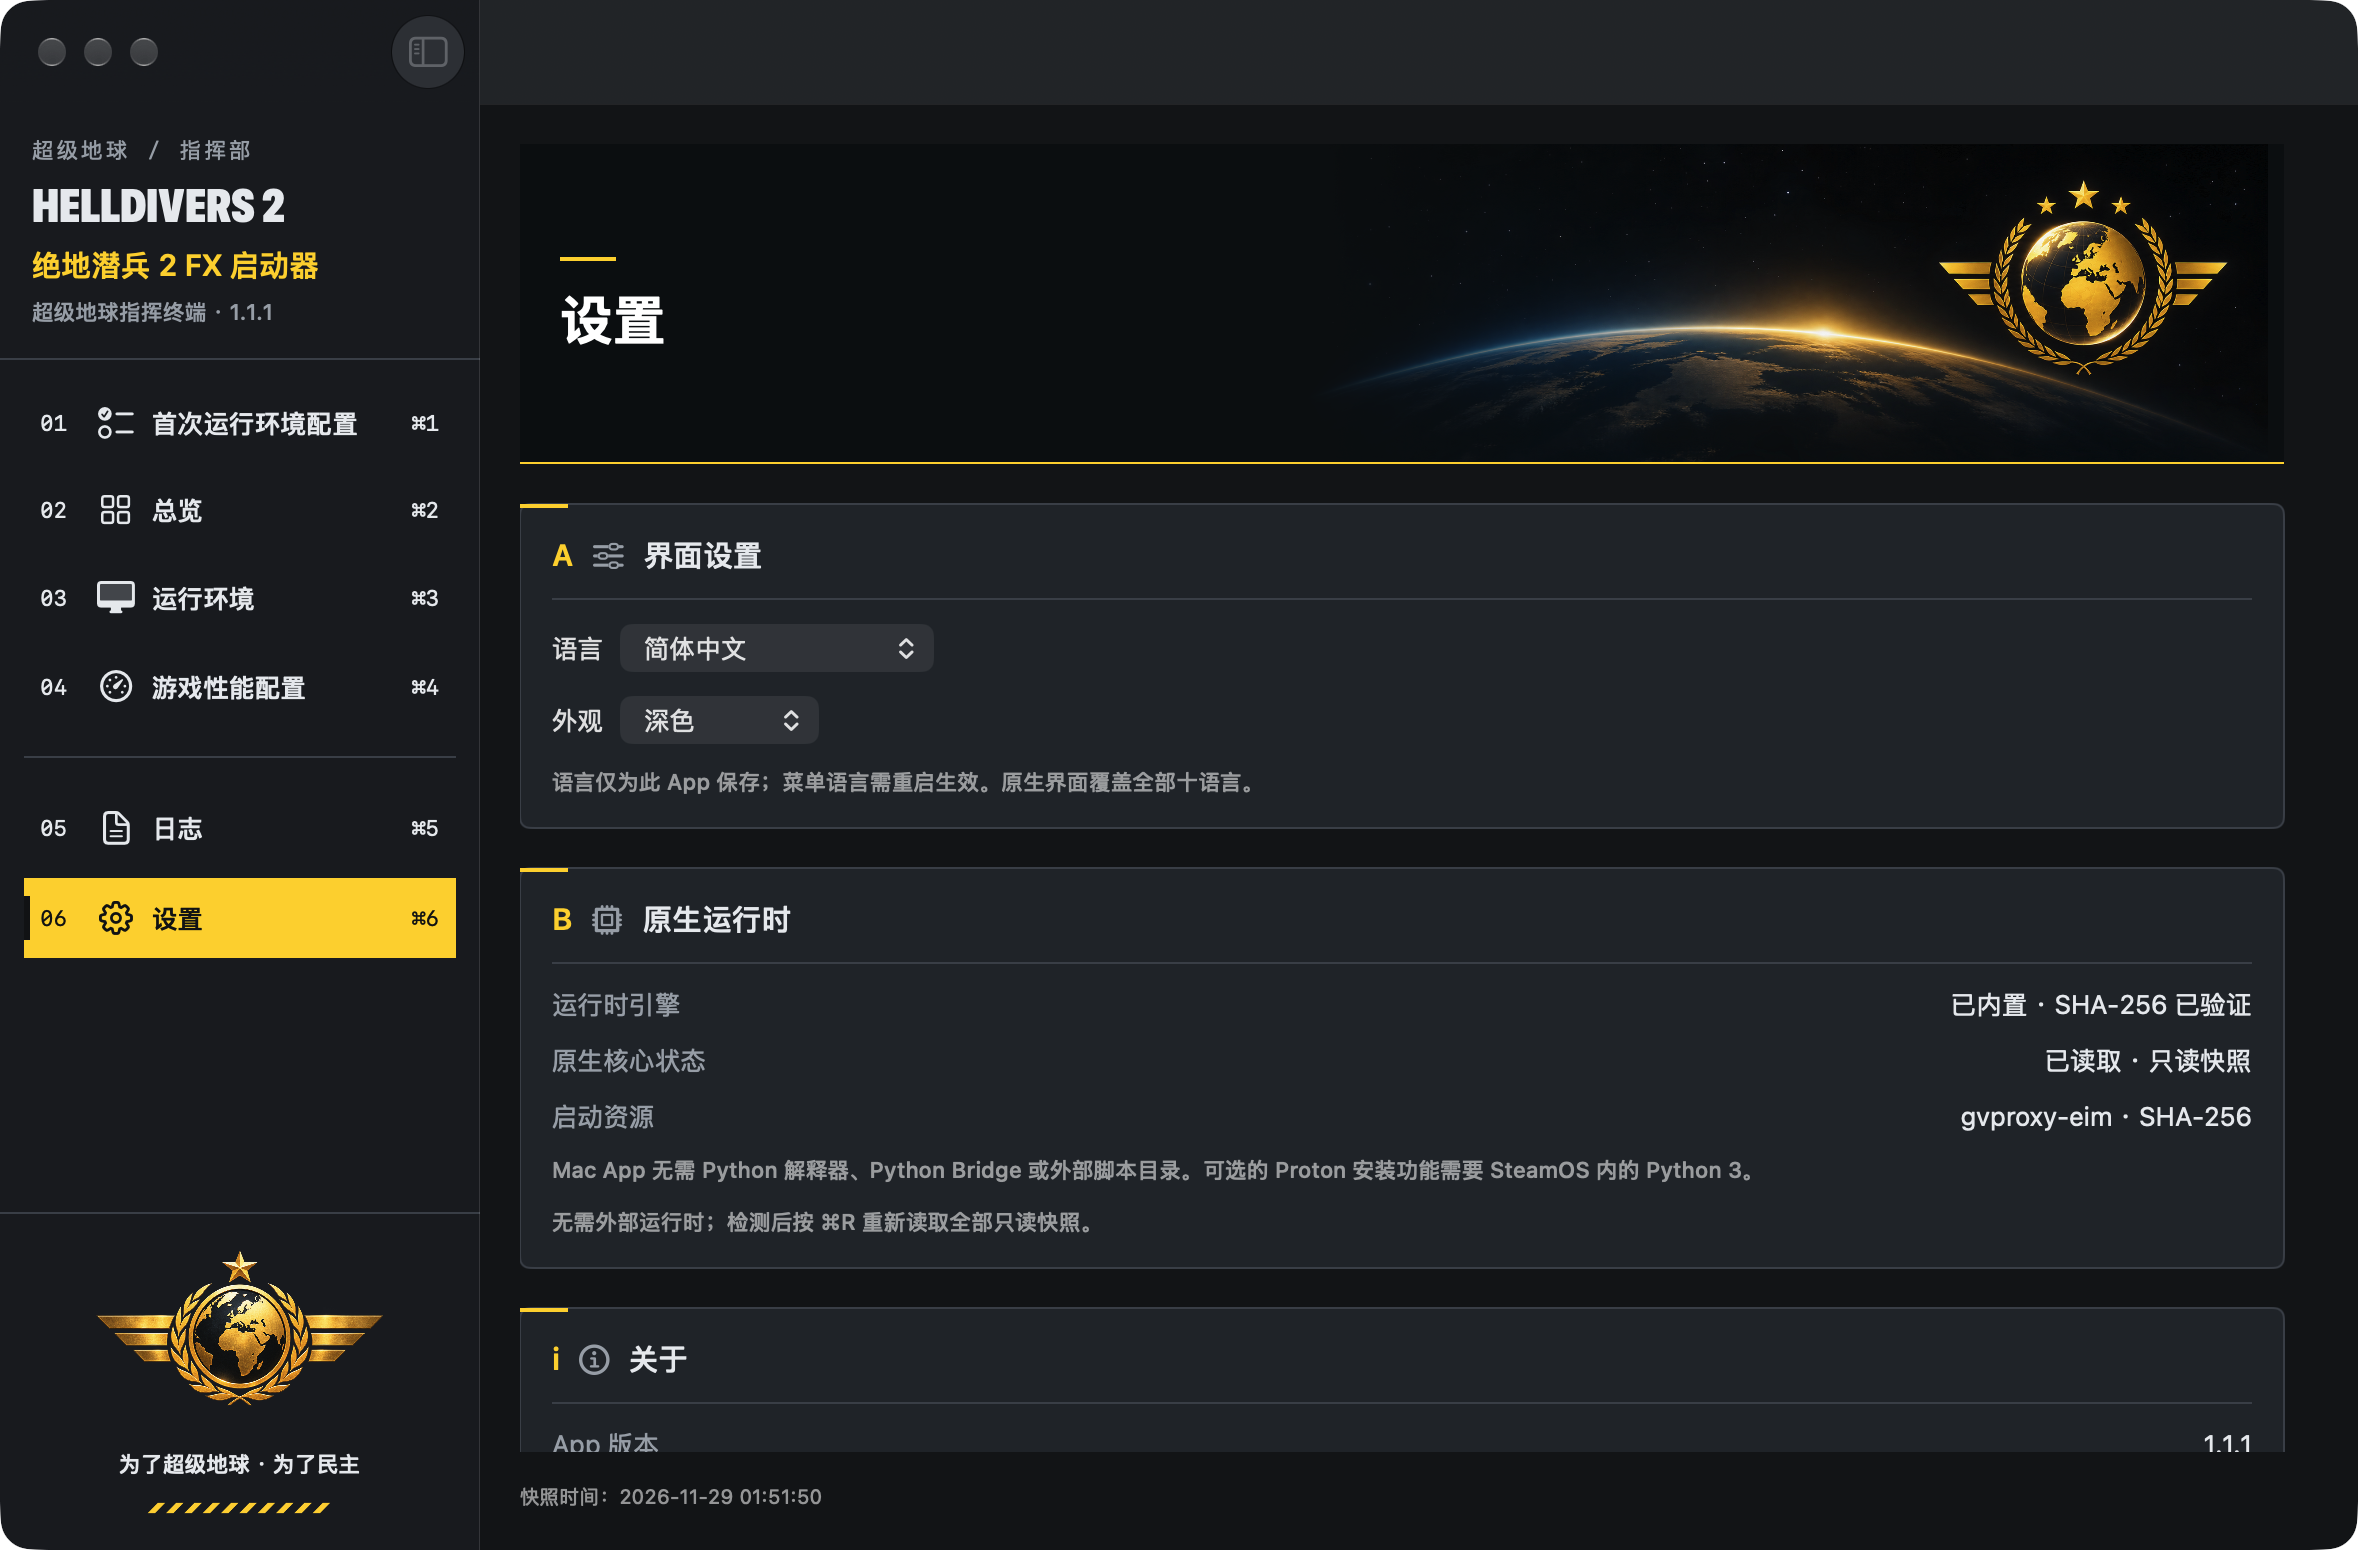 超级地球 / 指挥部
HELLDIVERS 2
绝地潜兵 2 FX 启动器
超级地球指挥终端 · 1.1.1
01 首次运行环境配置 ⌘1
02 总览 ⌘2
03 运行环境 ⌘3
04 游戏性能配置 ⌘4
05 日志 ⌘5
06 设置 ⌘6
为了超级地球 · 为了民主
设置
A 界面设置
语言 简体中文
外观 深色
语言仅为此 App 保存；菜单语言需重启生效。原生界面覆盖全部十语言。
B 原生运行时
运行时引擎 已内置 · SHA-256 已验证
原生核心状态 已读取 · 只读快照
启动资源 gvproxy-eim · SHA-256
Mac App 无需 Python 解释器、Python Bridge 或外部脚本目录。可选的 Proton 安装功能需要 SteamOS 内的 Python 3。
无需外部运行时；检测后按 ⌘R 重新读取全部只读快照。
i 关于
App 版本 1.1.1
快照时间：2026-11-29 01:51:50